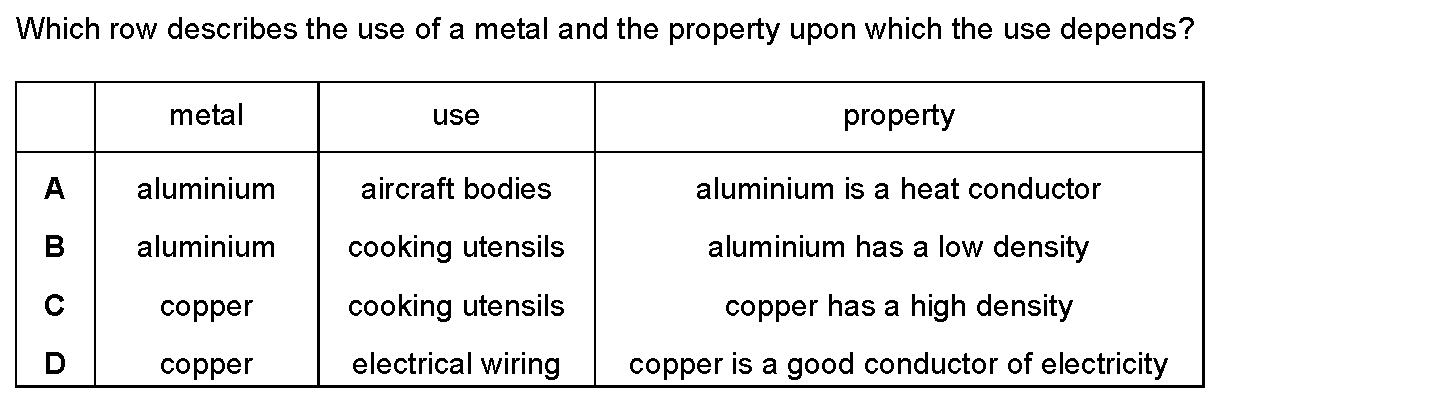 Which row describes the use of a metal and the property upon which the use depends?
metal use property
A aluminium aircraft bodies aluminium is a heat conductor
B aluminium cooking utensils aluminium has a low density
C copper cooking utensils copper has a high density
D copper electrical wiring copper is a good conductor of electricity